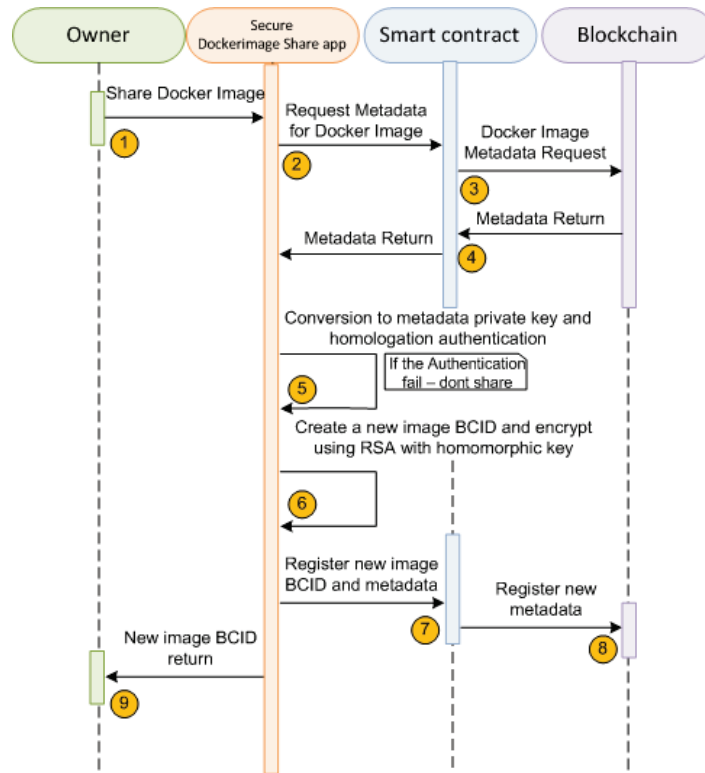 Owner
Secure
Dockerimage Share app
Smart contract
Blockchain
Share Docker Image
1
Request Metadata
for Docker Image
2
Docker Image
Metadata Request
3
Metadata Return
Metadata Return
4
Conversion to metadata private key and
homologation authentication
If the Authentication
fail – dont share
5
Create a new image BCID and encrypt
using RSA with homomorphic key
6
Register new image
BCID and metadata
7
Register new
metadata
8
New image BCID
return
9